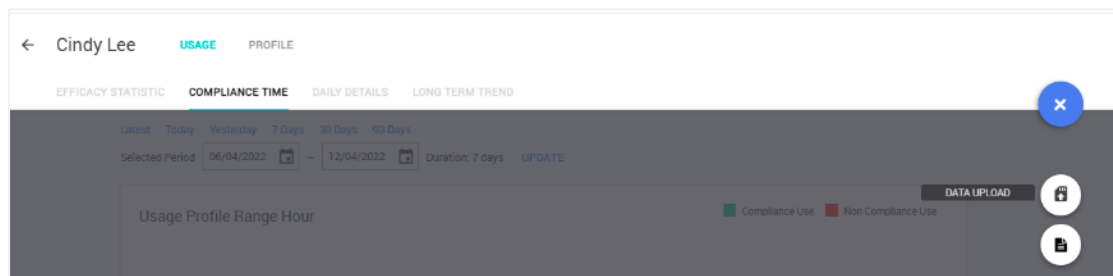 Cindy Lee USAGE PROFILE
EFFICACY STATISTIC COMPLIANCE TIME DAILY DETAILS LONG TERM TREND
Latest Today Yesterday 7 Days 30 Days 90 Days
Selected Period 06/04/2022 ~ 12/04/2022 Duration: 7 days UPDATE
DATA UPLOAD
Usage Profile Range Hour Compliance Use Non Compliance Use